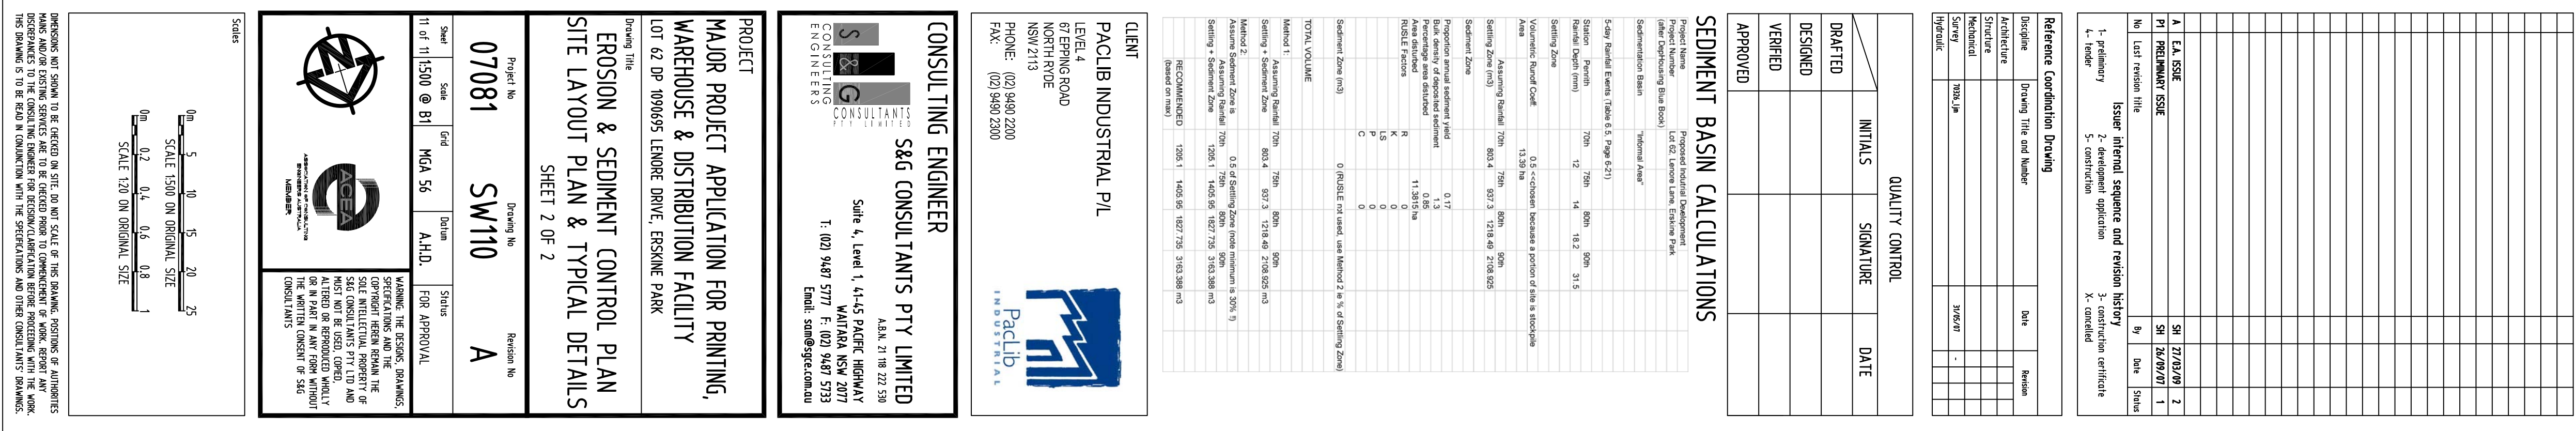 A E.A. ISSUE SH 27/03/09 2
P1 PRELIMINARY ISSUE SH 26/09/07 1
No Last revision title By Date Status
Issuer internal sequence and revision history
1- preliminary 2- development application 3- construction certificate
4- tender 5- construction X- cancelled
Reference Coordination Drawing
Discipline Drawing Title and Number Date Revision
Architecture
Structure
Mechanical
Survey 70326_tjm 31/05/07 -
Hydraulic
QUALITY CONTROL
INITIALS SIGNATURE DATE
DRAFTED
DESIGNED
VERIFIED
APPROVED
SEDIMENT BASIN CALCULATIONS
Project Name Proposed Indutrial Development
Project Number Lot 62, Lenore Lane, Erskine Park
(after DepHousing Blue Book)
Sedimentation Basin "Informal Area"
5-day Rainfall Events (Table 6.5, Page 6-21)
Station Penrith 70th 75th 80th 90th
Rainfall Depth (mm) 12 14 18.2 31.5
Settling Zone
Volumetric Runoff Coeff. 0.5 <<chosen because a portion of site is stockpile
Area 13.39 ha
Assuming Rainfall 70th 75th 80th 90th
Settling Zone (m3) 803.4 937.3 1218.49 2108.925
Sediment Zone
Proportion annual sediment yield 0.17
Bulk density of deposited sediment 1.3
Percentage area disturbed 0.85
Area disturbed 11.3815 ha
RUSLE Factors R 0
K 0
LS 0
P 0
C 0
Sediment Zone (m3) 0 (RUSLE not used, use Method 2 ie % of Settling Zone)
TOTAL VOLUME
Method 1:
Assuming Rainfall 70th 75th 80th 90th
Settling + Sediment Zone 803.4 937.3 1218.49 2108.925 m3
Method 2:
Assume Sediment Zone is 0.5 of Settling Zone (note minimum is 30% !!)
Assuming Rainfall 70th 75th 80th 90th
Settling + Sediment Zone 1205.1 1405.95 1827.735 3163.388 m3
RECOMMENDED 1205.1 1405.95 1827.735 3163.388 m3
(based on max)
CLIENT
PACLIB INDUSTRIAL P/L
LEVEL 4
67 EPPING ROAD
NORTH RYDE
NSW 2113
PHONE: (02) 9490 2200
FAX: (02) 9490 2300
PacLib
INDUSTRIAL
CONSULTING ENGINEER
S&G CONSULTANTS PTY LIMITED
A.B.N. 21 118 222 530
Suite 4, Level 1, 41-45 PACIFIC HIGHWAY
WAITARA NSW 2077
T: (02) 9487 5777 F: (02) 9487 5733
Email: sam@sgce.com.au
S & G
CONSULTANTS
PTY LIMITED
CONSULTING
ENGINEERS
PROJECT
MAJOR PROJECT APPLICATION FOR PRINTING,
WAREHOUSE & DISTRIBUTION FACILITY
LOT 62 DP 1090695 LENORE DRIVE, ERSKINE PARK
Drawing Title
EROSION & SEDIMENT CONTROL PLAN
SITE LAYOUT PLAN & TYPICAL DETAILS
SHEET 2 OF 2
Project No Drawing No Revision No
07081 SW110 A
Sheet Scale Grid Datum Status
11 of 11 1:500 @ B1 MGA 56 A.H.D. FOR APPROVAL
ACEA
ASSOCIATION OF CONSULTING
ENGINEERS AUSTRALIA
MEMBER
WARNING: THE DESIGNS, DRAWINGS,
SPECIFICATIONS AND THE
COPYRIGHT HEREIN REMAIN THE
SOLE INTELLECTUAL PROPERTY OF
S&G CONSULTANTS PTY LTD AND
MUST NOT BE USED, COPIED,
ALTERED OR REPRODUCED WHOLLY
OR IN PART IN ANY FORM WITHOUT
THE WRITTEN CONSENT OF S&G
CONSULTANTS
Scales
0m 5 10 15 20 25
SCALE 1:500 ON ORIGINAL SIZE
0m 0.2 0.4 0.6 0.8 1
SCALE 1:20 ON ORIGINAL SIZE
DIMENSIONS NOT SHOWN TO BE CHECKED ON SITE. DO NOT SCALE OF THIS DRAWING. POSITIONS OF AUTHORITIES
MAINS AND/OR EXISTING SERVICES ARE TO BE CHECKED PRIOR TO COMMENCEMENT OF WORK. REPORT ANY
DISCREPANCIES TO THE CONSULTING ENGINEER FOR DECISION/CLARIFICATION BEFORE PROCEEDING WITH THE WORK.
THIS DRAWING IS TO BE READ IN CONJUNCTION WITH THE SPECIFICATIONS AND OTHER CONSULTANTS' DRAWINGS.